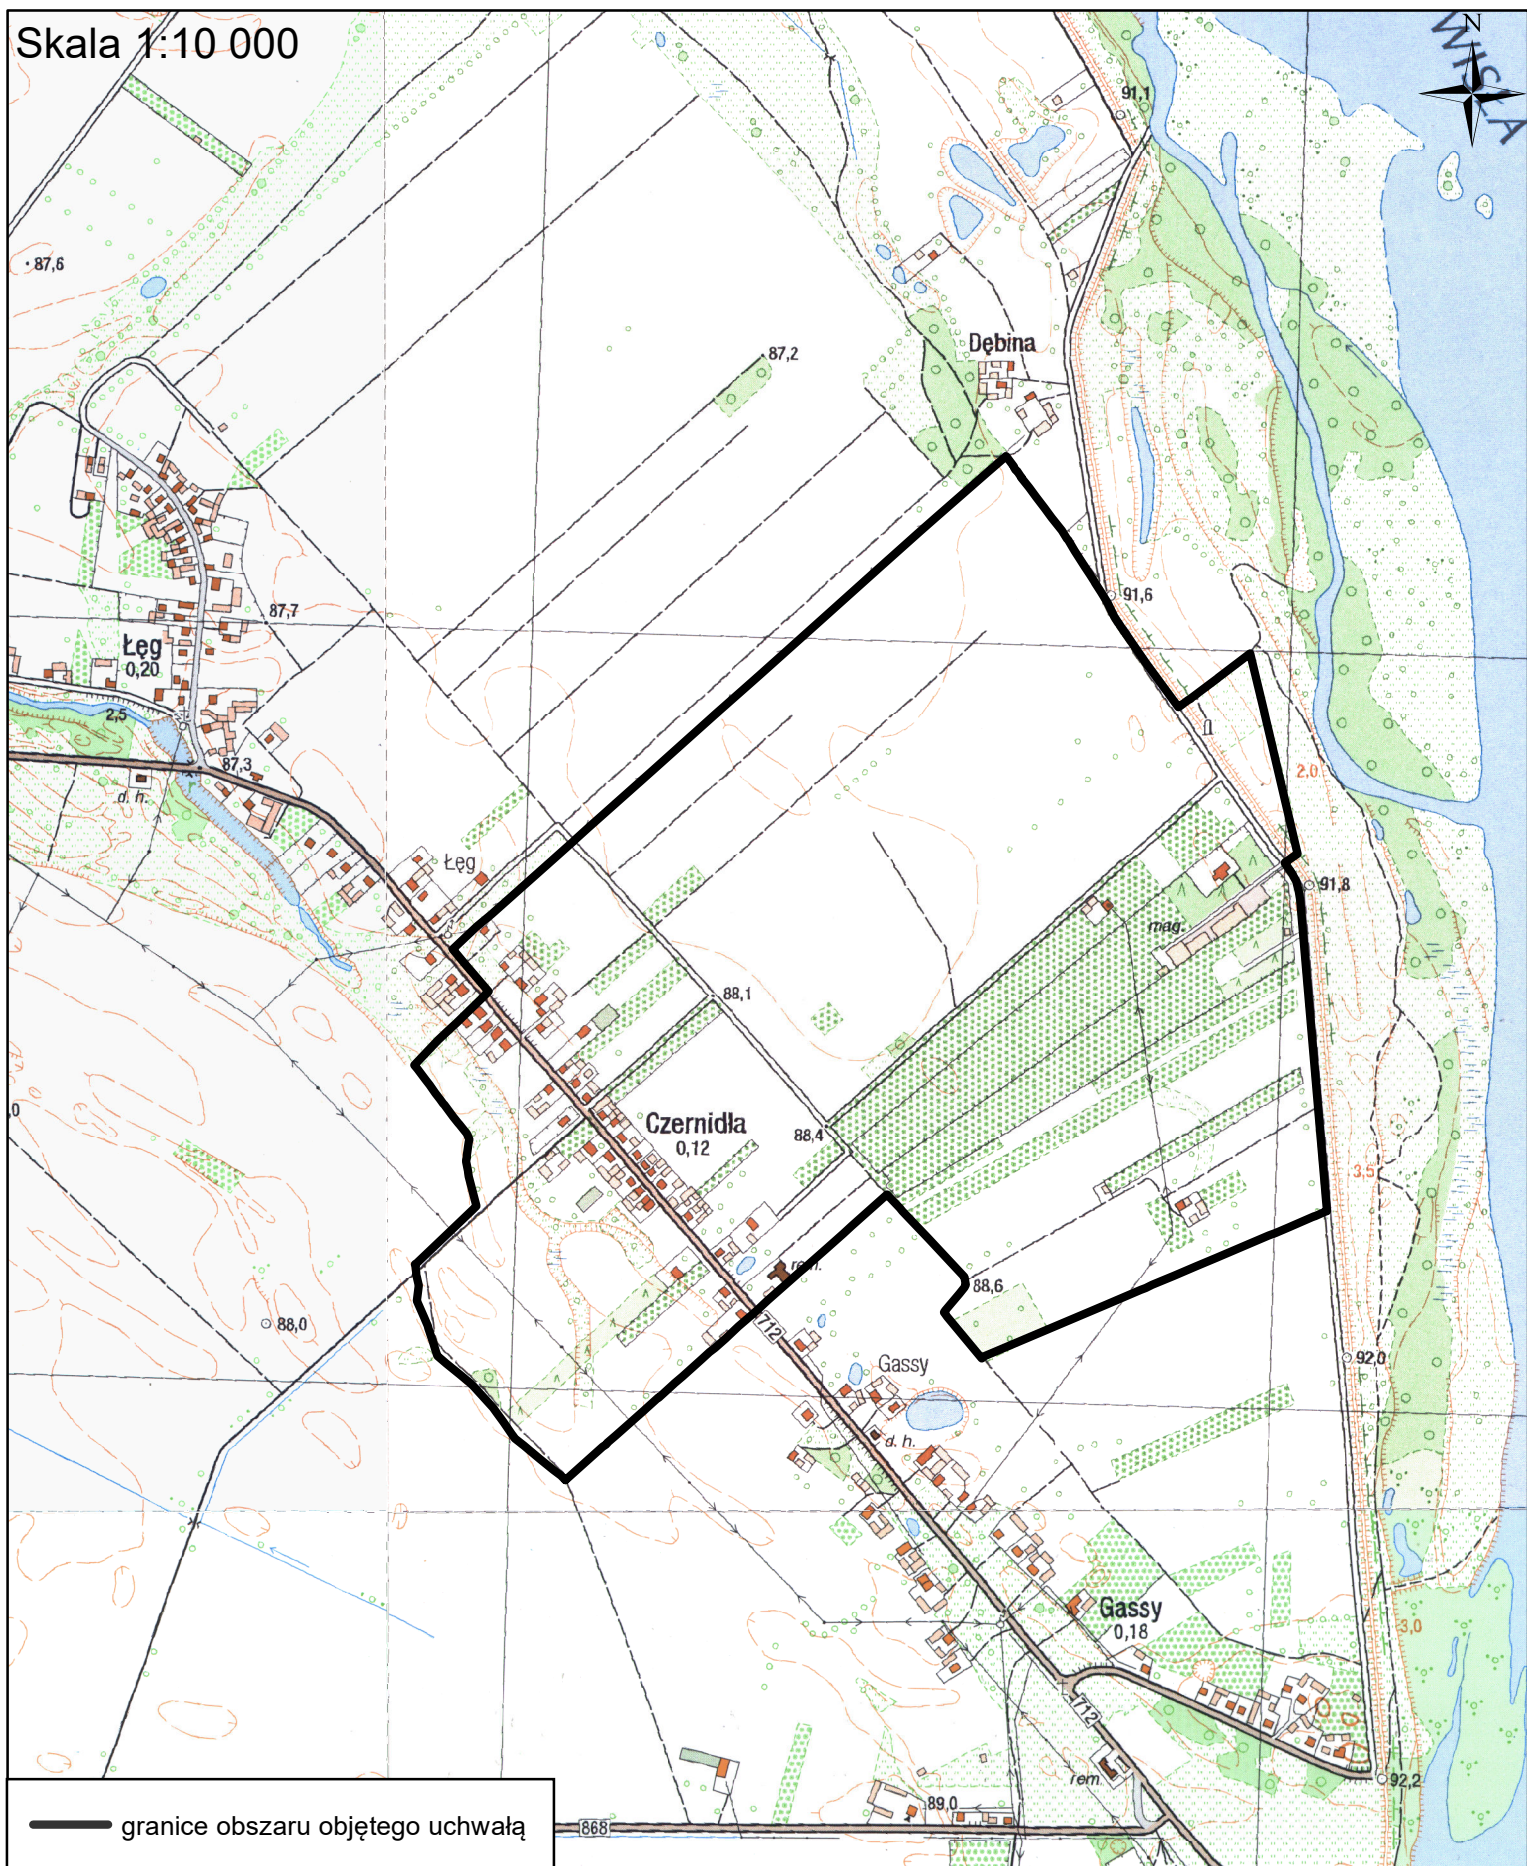 Skala 1:10 000
N
WISŁA
91,1
87,6
Dębina
87,2
91,6
87,7
Łęg
0,20
2,5
87,3
d. h.
2,0
Łęg
91,8
mag.
88,1
Czernidła
0,12
88,4
3,5
,0
rem.
88,6
88,0
712
92,0
Gassy
d. h.
Gassy
0,18
3,0
712
rem.
92,2
89,0
868
granice obszaru objętego uchwałą